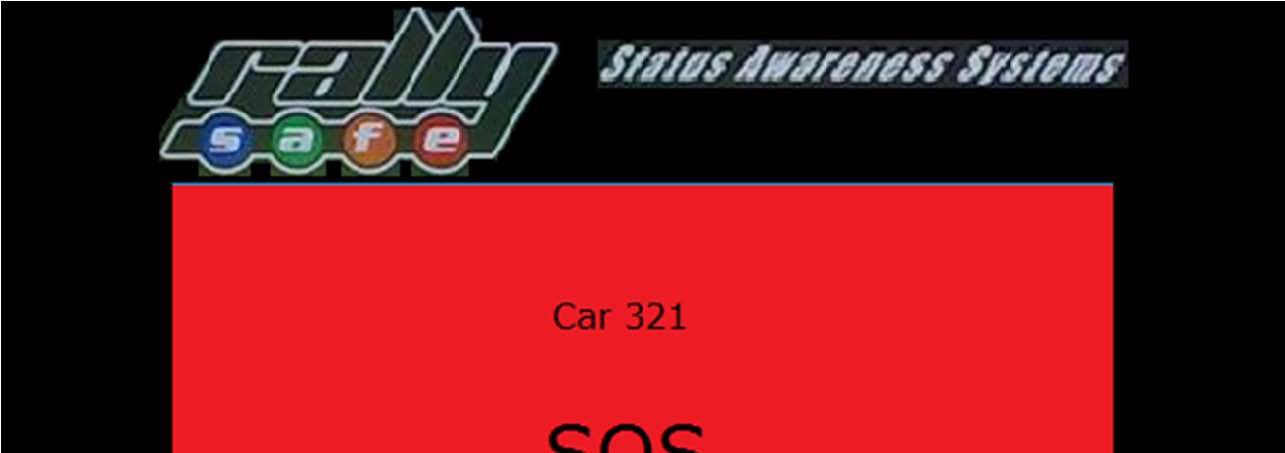 rally
safe
Status Awareness Systems
Car 321
SOS